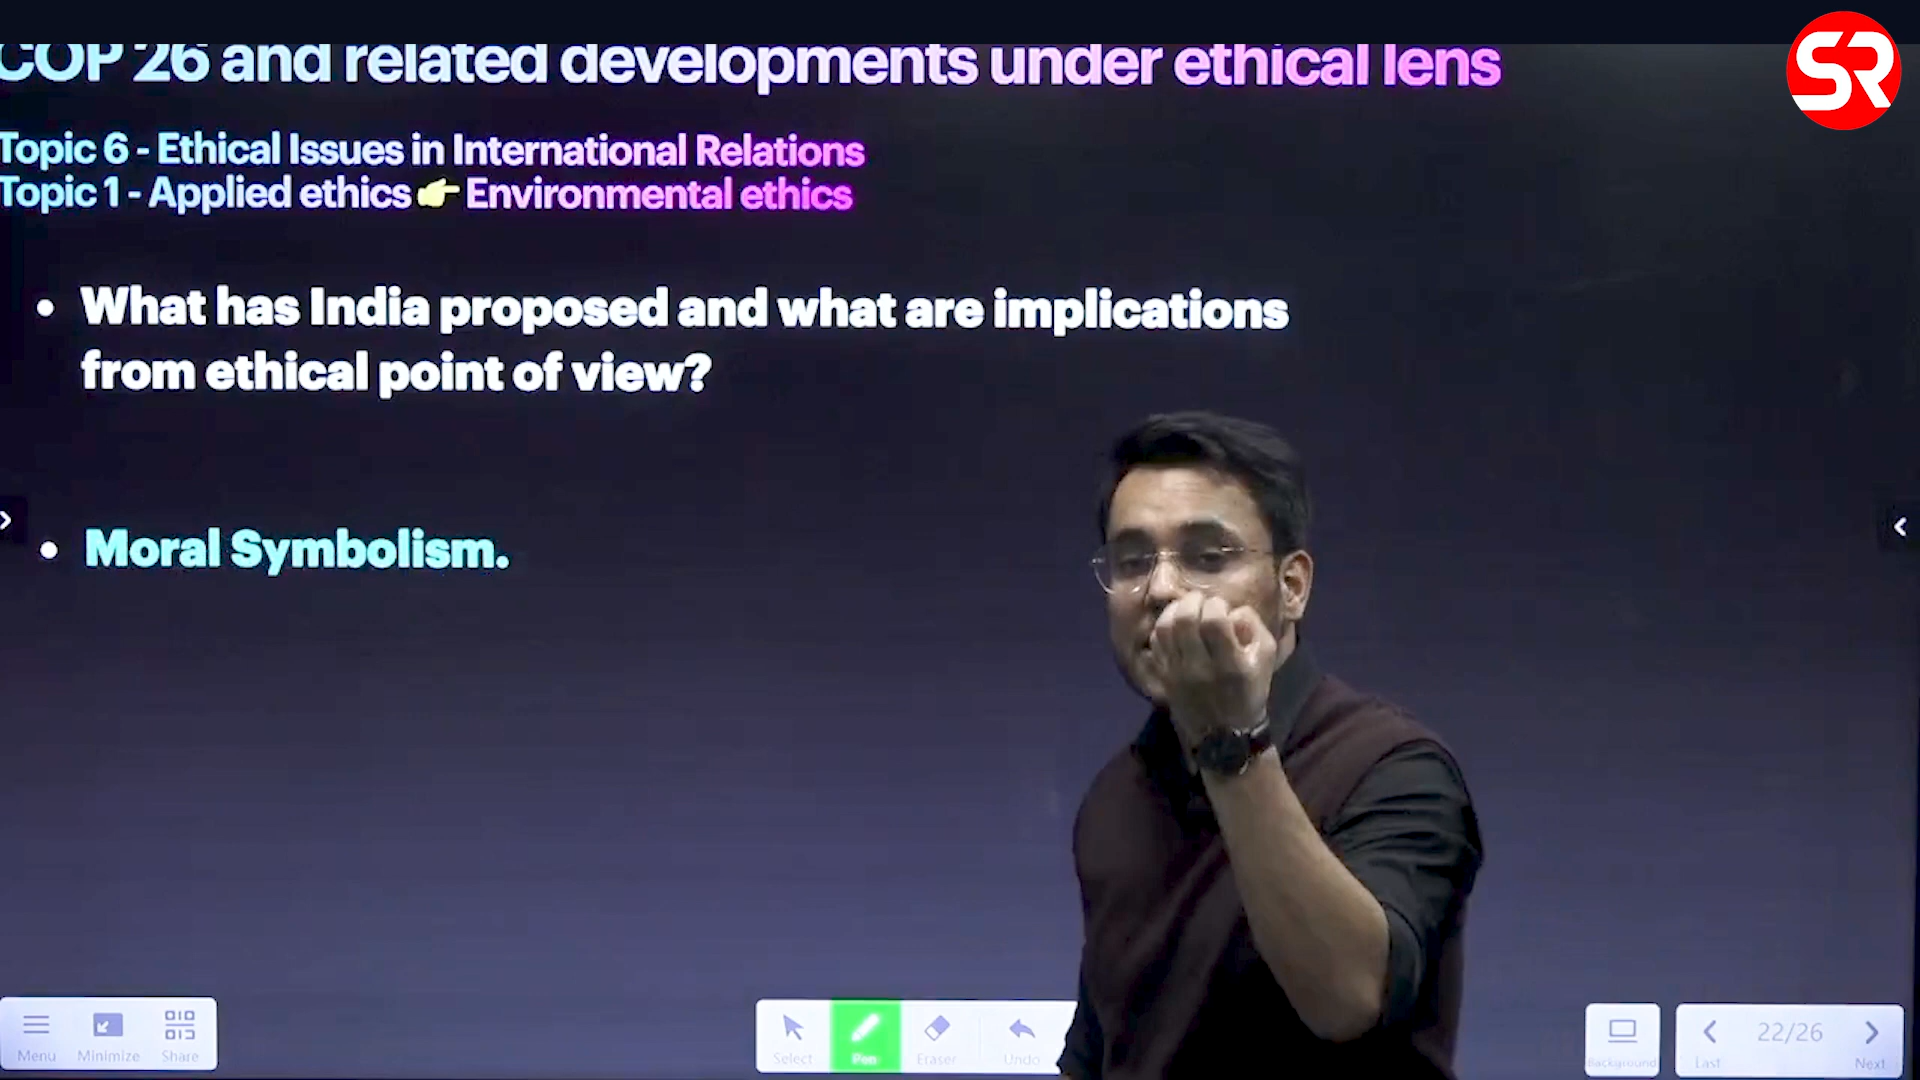 SR
COP 26 and related developments under ethical lens
Topic 6 - Ethical Issues in International Relations
Topic 1 - Applied ethics 👉 Environmental ethics
• What has India proposed and what are implications
from ethical point of view?
• Moral Symbolism.
Menu Minimize Share
Select Pen Eraser Undo
Background
Last 22/26 Next